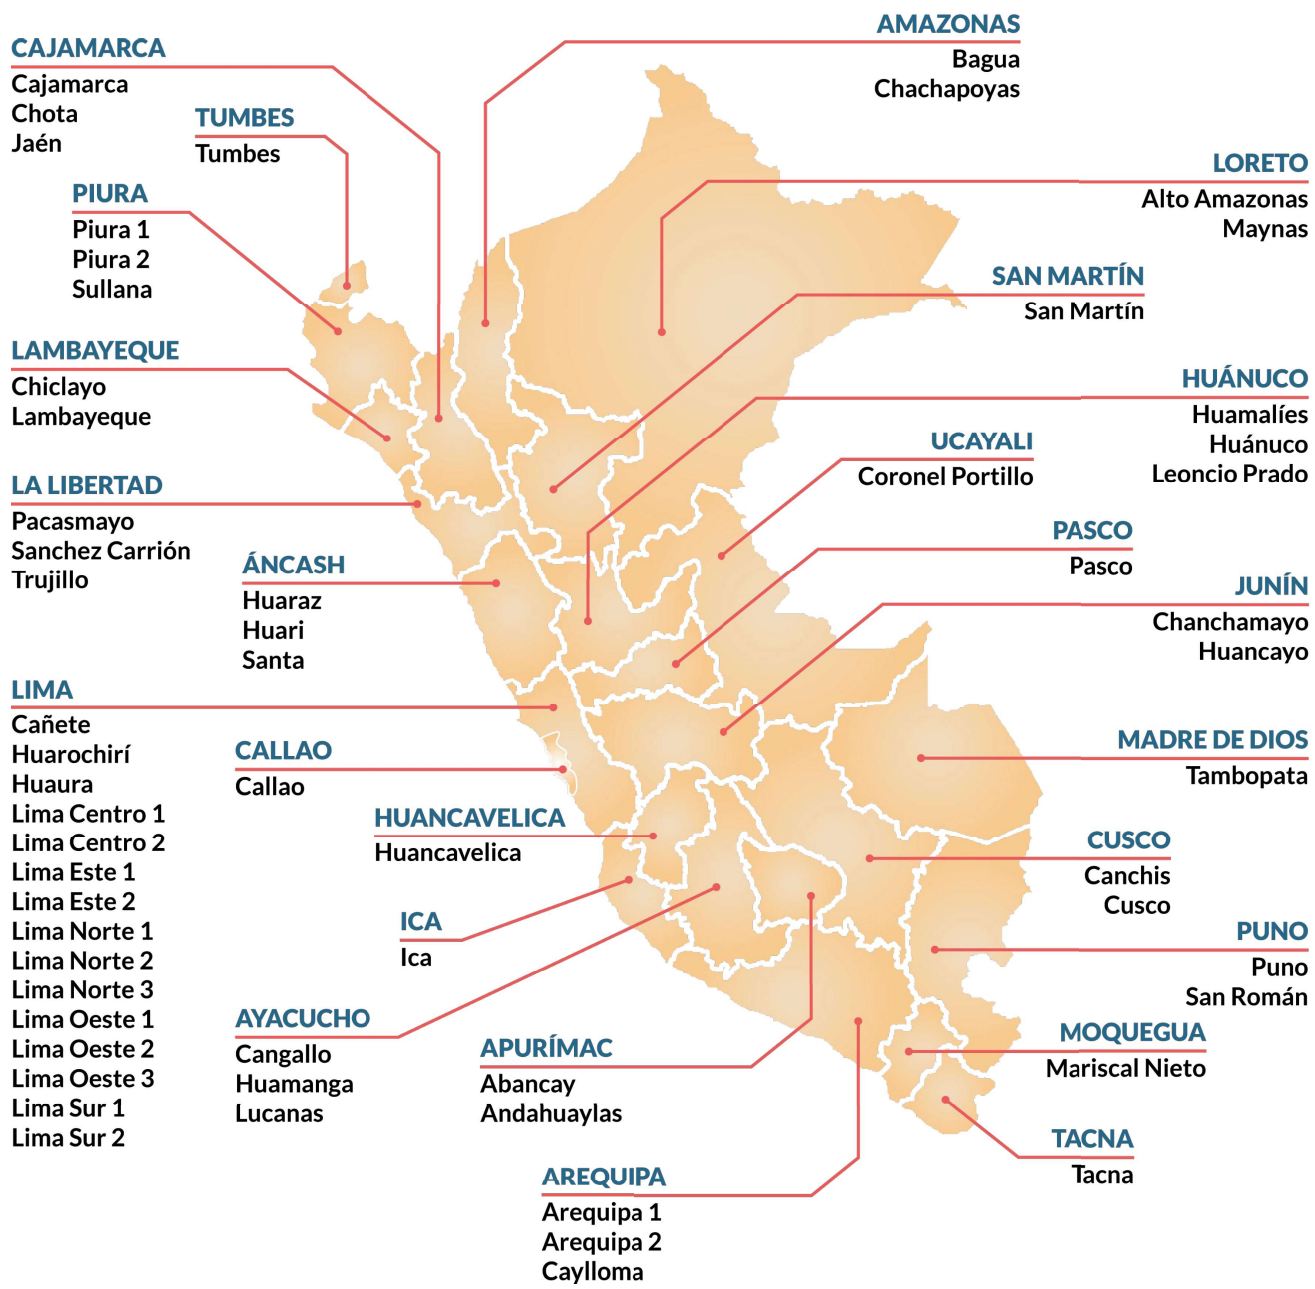 CAJAMARCA
Cajamarca
Chota
Jaén
TUMBES
Tumbes
PIURA
Piura 1
Piura 2
Sullana
LAMBAYEQUE
Chiclayo
Lambayeque
LA LIBERTAD
Pacasmayo
Sanchez Carrión
Trujillo
ÁNCASH
Huaraz
Huari
Santa
LIMA
Cañete
Huarochirí
Huaura
Lima Centro 1
Lima Centro 2
Lima Este 1
Lima Este 2
Lima Norte 1
Lima Norte 2
Lima Norte 3
Lima Oeste 1
Lima Oeste 2
Lima Oeste 3
Lima Sur 1
Lima Sur 2
CALLAO
Callao
HUANCAVELICA
Huancavelica
ICA
Ica
AYACUCHO
Cangallo
Huamanga
Lucanas
APURÍMAC
Abancay
Andahuaylas
AREQUIPA
Arequipa 1
Arequipa 2
Caylloma
AMAZONAS
Bagua
Chachapoyas
LORETO
Alto Amazonas
Maynas
SAN MARTÍN
San Martín
HUÁNUCO
Huamalíes
Huánuco
Leoncio Prado
UCAYALI
Coronel Portillo
PASCO
Pasco
JUNÍN
Chanchamayo
Huancayo
MADRE DE DIOS
Tambopata
CUSCO
Canchis
Cusco
PUNO
Puno
San Román
MOQUEGUA
Mariscal Nieto
TACNA
Tacna